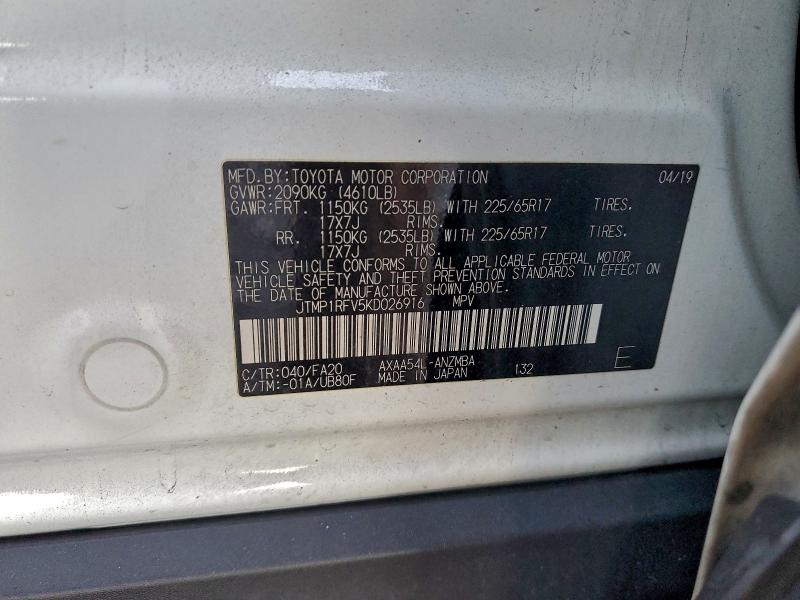 MFD.BY:TOYOTA MOTOR CORPORATION 04/19
GVWR:2090KG (4610LB)
GAWR:FRT. 1150KG (2535LB) WITH 225/65R17 TIRES.
17X7J RIMS.
RR. 1150KG (2535LB) WITH 225/65R17 TIRES.
17X7J RIMS.
THIS VEHICLE CONFORMS TO ALL APPLICABLE FEDERAL MOTOR
VEHICLE SAFETY AND THEFT PREVENTION STANDARDS IN EFFECT ON
THE DATE OF MANUFACTURE SHOWN ABOVE.
JTMP1RFV5KD026916 MPV
C/TR:040/FA20 AXAA54L-ANZMBA 132 E
A/TM:-01A/UB80F MADE IN JAPAN